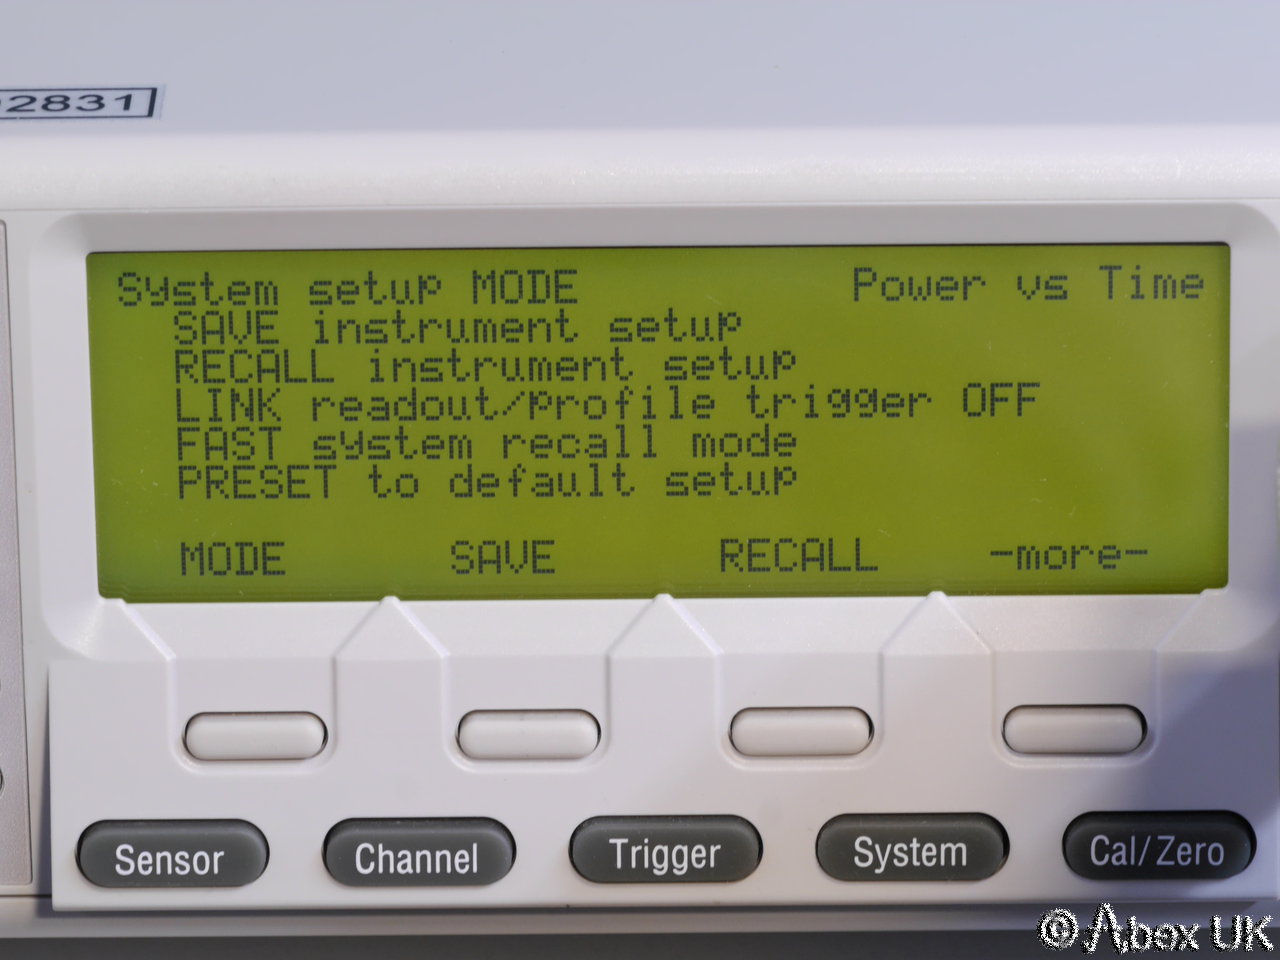 2831
System setup MODE Power vs Time
SAVE instrument setup
RECALL instrument setup
LINK readout/profile trigger OFF
FAST system recall mode
PRESET to default setup
MODE SAVE RECALL -more-
Sensor Channel Trigger System Cal/Zero
© Abex UK